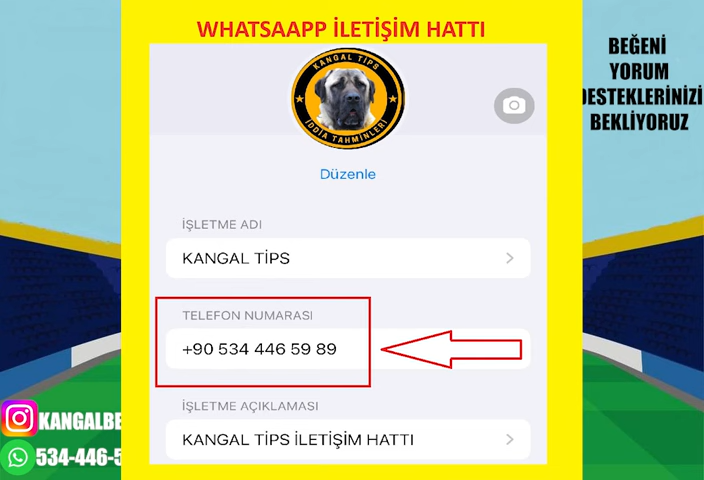 WHATSAAPP İLETİŞİM HATTI
BEĞENİ
YORUM
DESTEKLERİNİZİ
BEKLİYORUZ
KANGAL TIPS
İDDİA TAHMİNLERİ
Düzenle
İŞLETME ADI
KANGAL TİPS
TELEFON NUMARASI
+90 534 446 59 89
İŞLETME AÇIKLAMASI
KANGAL TİPS İLETİŞİM HATTI
KANGALBE
534-446-5